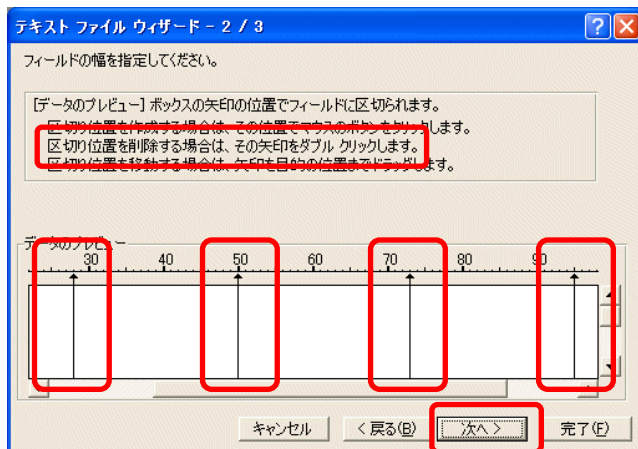 テキスト ファイル ウィザード - 2 / 3
フィールドの幅を指定してください。
[データのプレビュー] ボックスの矢印の位置でフィールドに区切られます。
区切り位置を作成する場合は、その位置でマウスのボタンをクリックします。
区切り位置を削除する場合は、その矢印をダブル クリックします。
区切り位置を移動する場合は、矢印を目的の位置までドラッグします。
データのプレビュー
30 40 50 60 70 80 90
キャンセル < 戻る(B) 次へ > 完了(F)